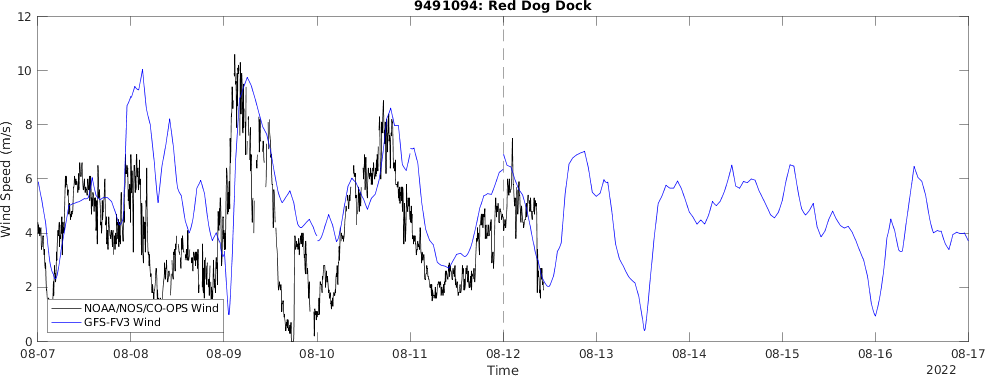 9491094: Red Dog Dock
Wind Speed (m/s)
12
10
8
6
4
2
0
NOAA/NOS/CO-OPS Wind
GFS-FV3 Wind
08-07 08-08 08-09 08-10 08-11 08-12 08-13 08-14 08-15 08-16 08-17
Time
2022